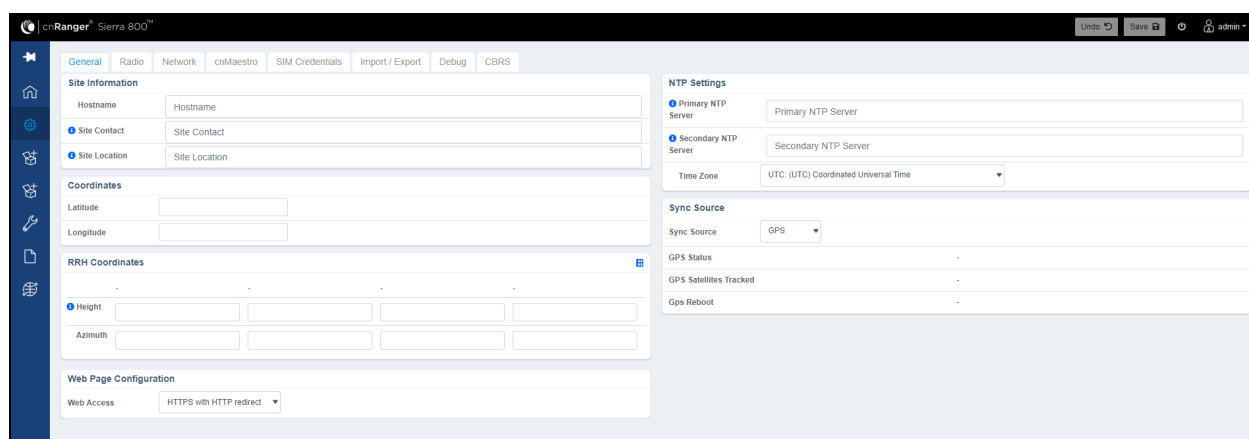 cnRanger® Sierra 800™
Undo
Save
admin
General
Radio
Network
cnMaestro
SIM Credentials
Import / Export
Debug
CBRS
Site Information
Hostname
Hostname
Site Contact
Site Contact
Site Location
Site Location
Coordinates
Latitude
Longitude
RRH Coordinates
- - - -
Height
Azimuth
Web Page Configuration
Web Access
HTTPS with HTTP redirect
NTP Settings
Primary NTP
Server
Primary NTP Server
Secondary NTP
Server
Secondary NTP Server
Time Zone
UTC: (UTC) Coordinated Universal Time
Sync Source
Sync Source
GPS
GPS Status
-
GPS Satellites Tracked
-
Gps Reboot
-